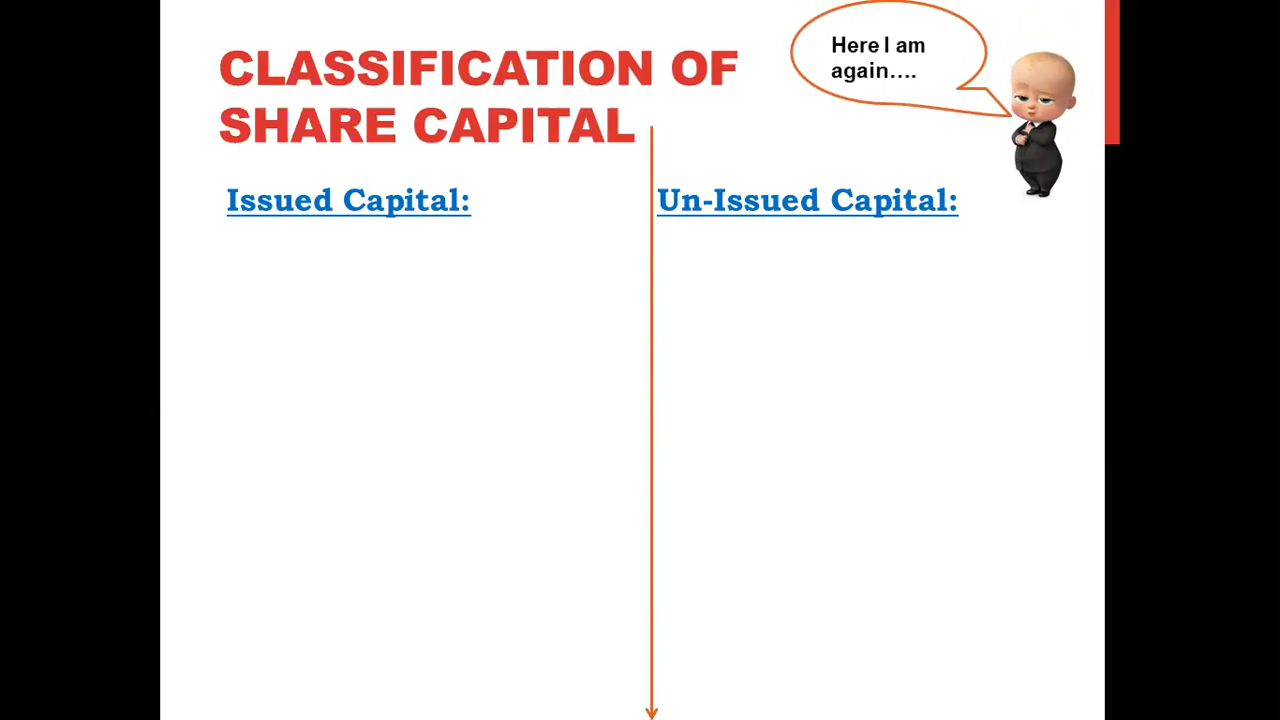 CLASSIFICATION OF
SHARE CAPITAL
Here I am
again….
Issued Capital:
Un-Issued Capital: